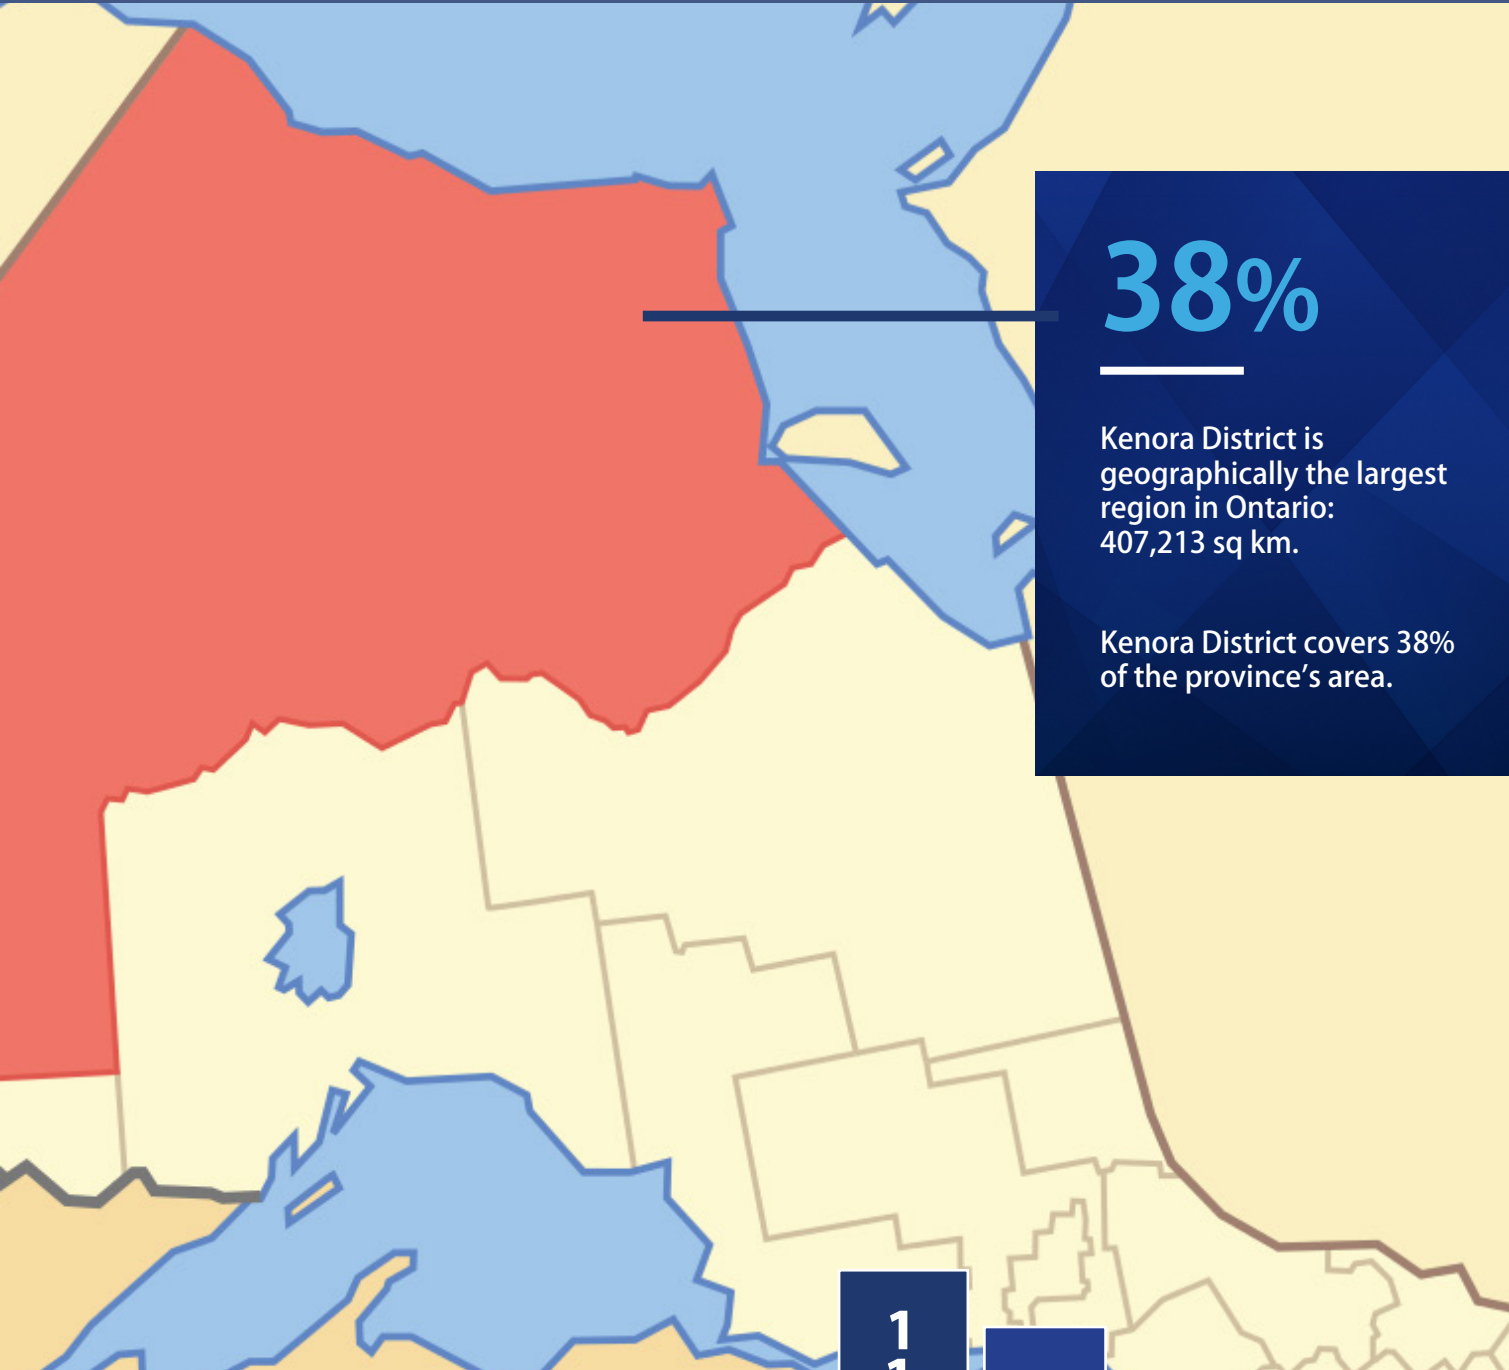 38%
Kenora District is
geographically the largest
region in Ontario:
407,213 sq km.
Kenora District covers 38%
of the province’s area.
1